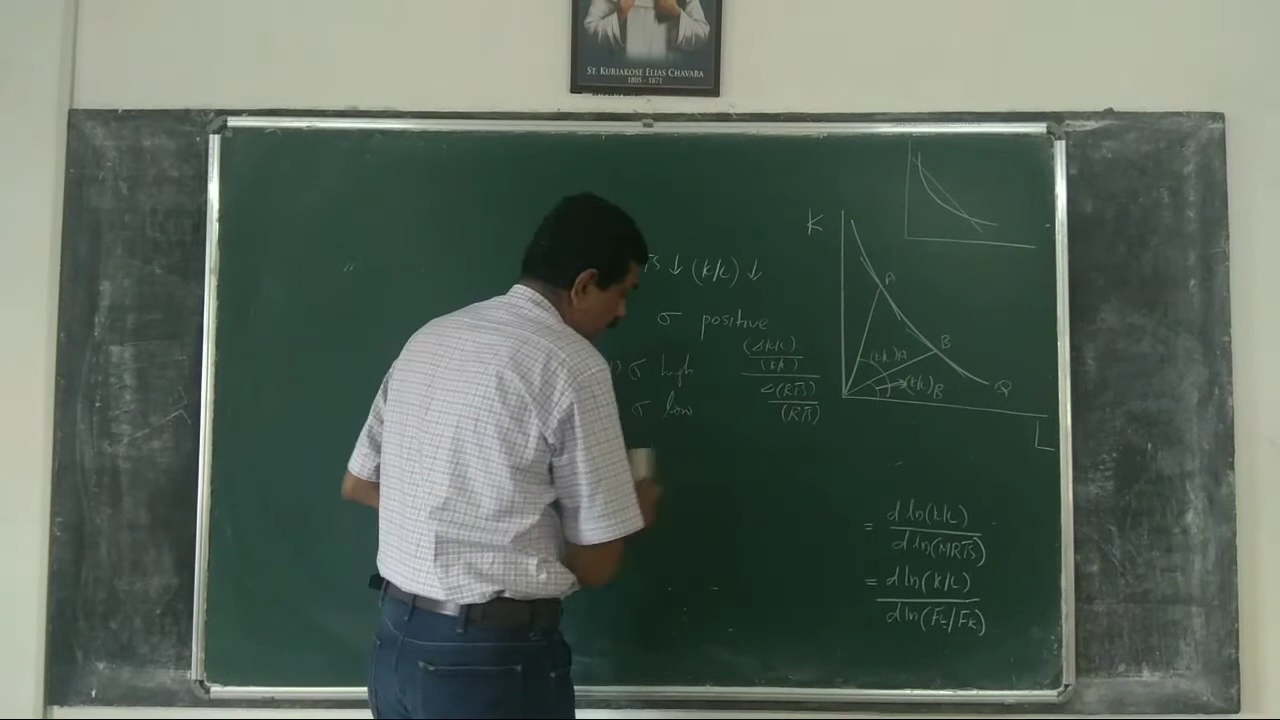 ST. KURIAKOSE ELIAS CHAVARA
1805 - 1871
TS ↓ (K/L) ↓
σ positive
σ high
σ low
(ΔK/L)
(K/L)
Δ(RTS)
(RTS)
K
A
B
(K/L)A
(K/L)B
Q
L
= d ln(K/L)
d ln(MRTS)
= d ln(K/L)
d ln(FL/FK)